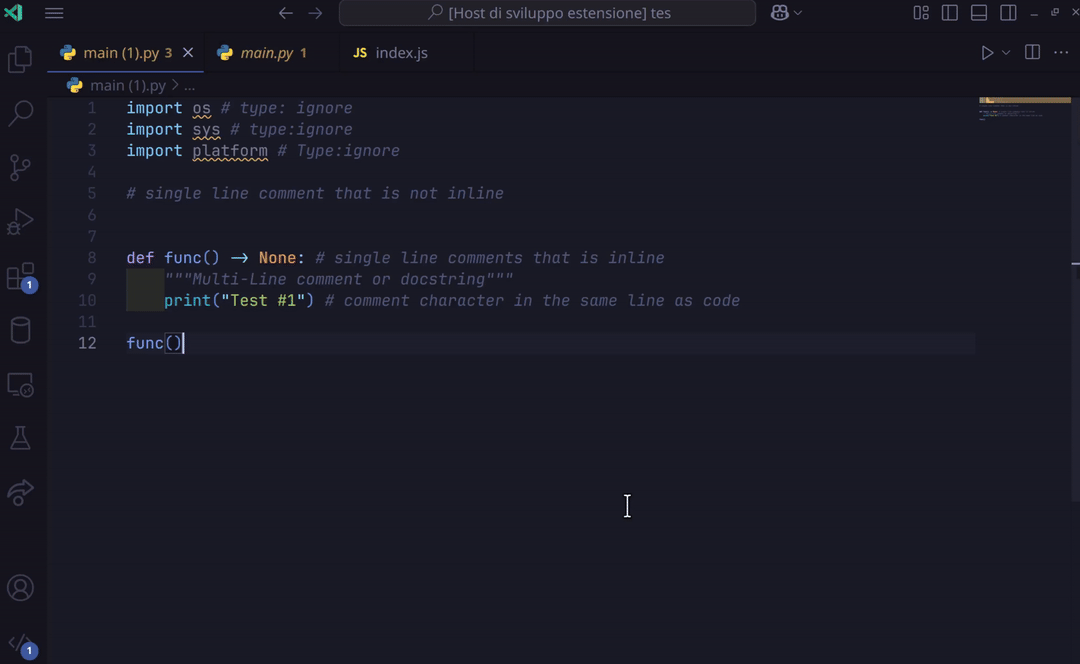 [Host di sviluppo estensione] tes
main (1).py 3
main.py 1
JS index.js
main (1).py > ...
1 import os # type: ignore
2 import sys # type:ignore
3 import platform # Type:ignore
4
5 # single line comment that is not inline
6
7
8 def func() -> None: # single line comments that is inline
9 """Multi-Line comment or docstring"""
10 print("Test #1") # comment character in the same line as code
11
12 func()
1
1